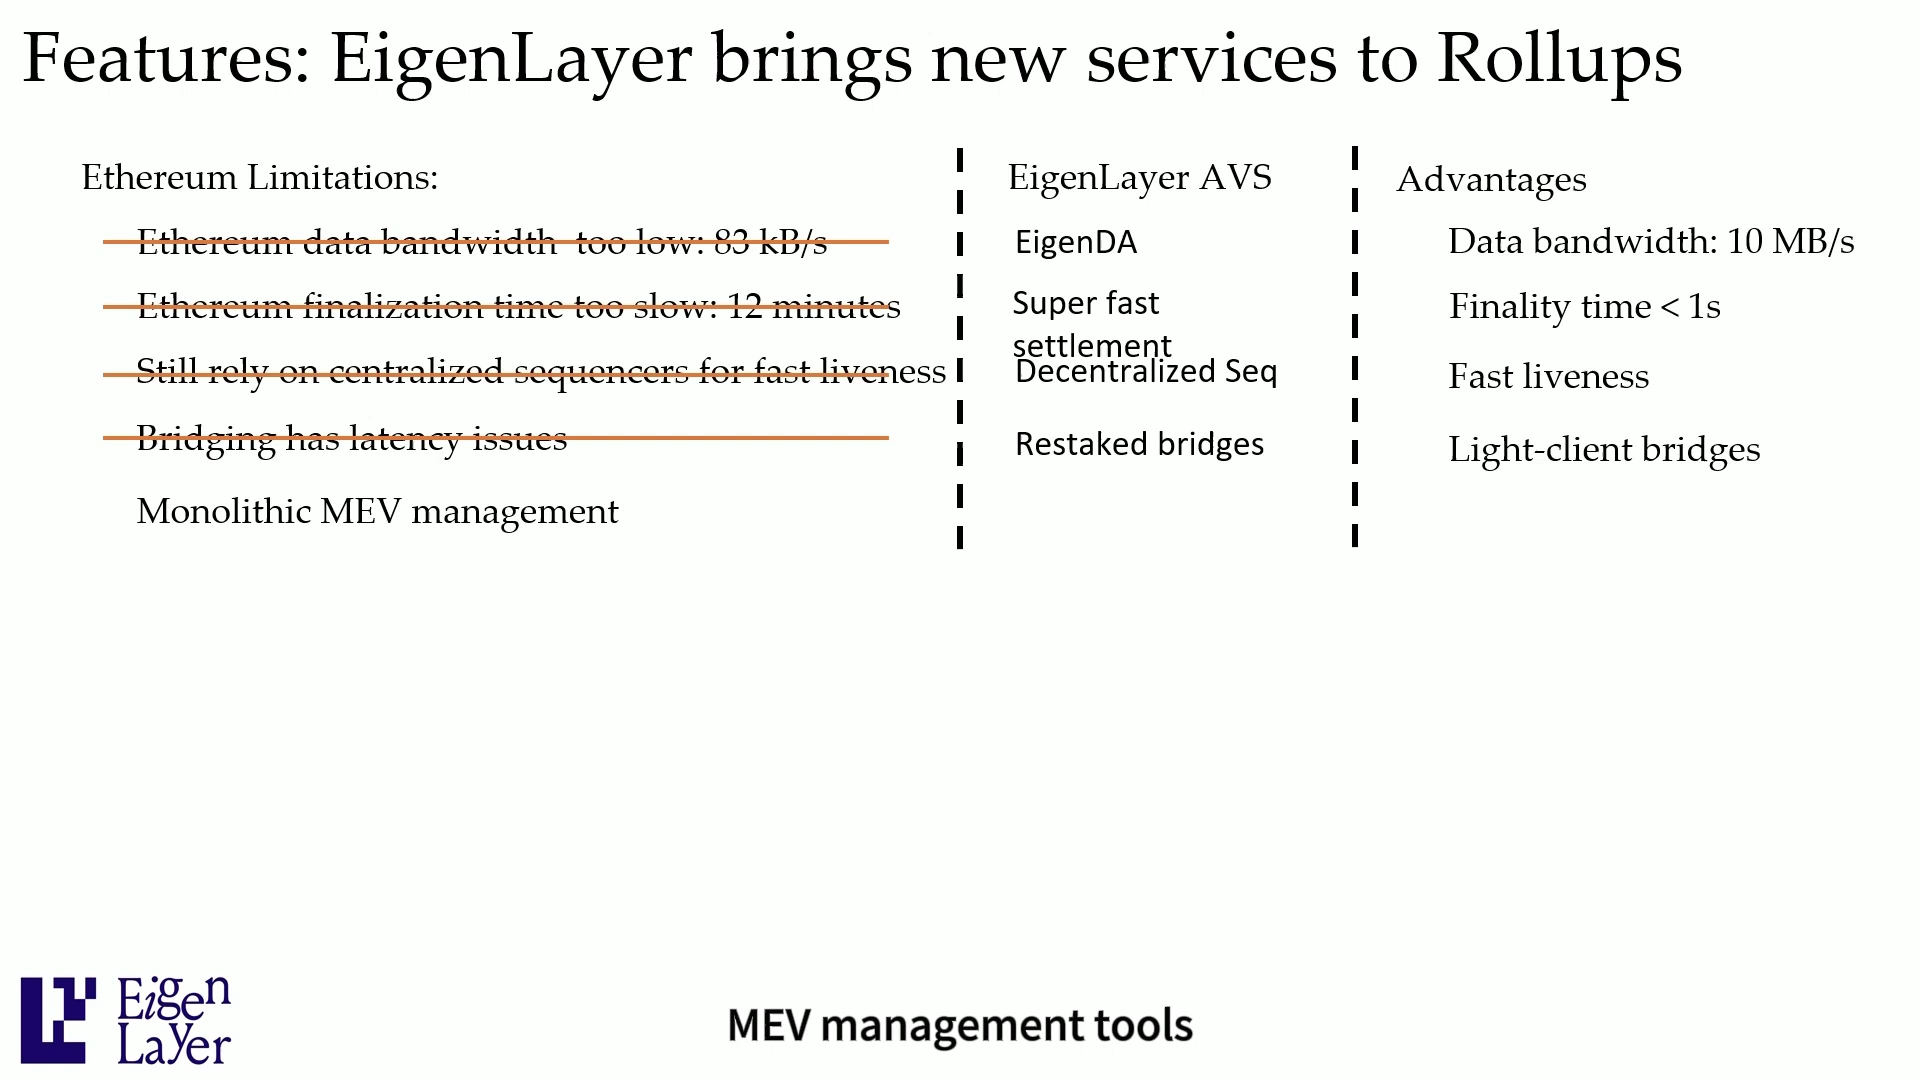 Features: EigenLayer brings new services to Rollups
Ethereum Limitations:
Ethereum data bandwidth too low: 83 kB/s
Ethereum finalization time too slow: 12 minutes
Still rely on centralized sequencers for fast liveness
Bridging has latency issues
Monolithic MEV management
EigenLayer AVS
EigenDA
Super fast
settlement
Decentralized Seq
Restaked bridges
Advantages
Data bandwidth: 10 MB/s
Finality time < 1s
Fast liveness
Light-client bridges
Eigen
Layer
MEV management tools